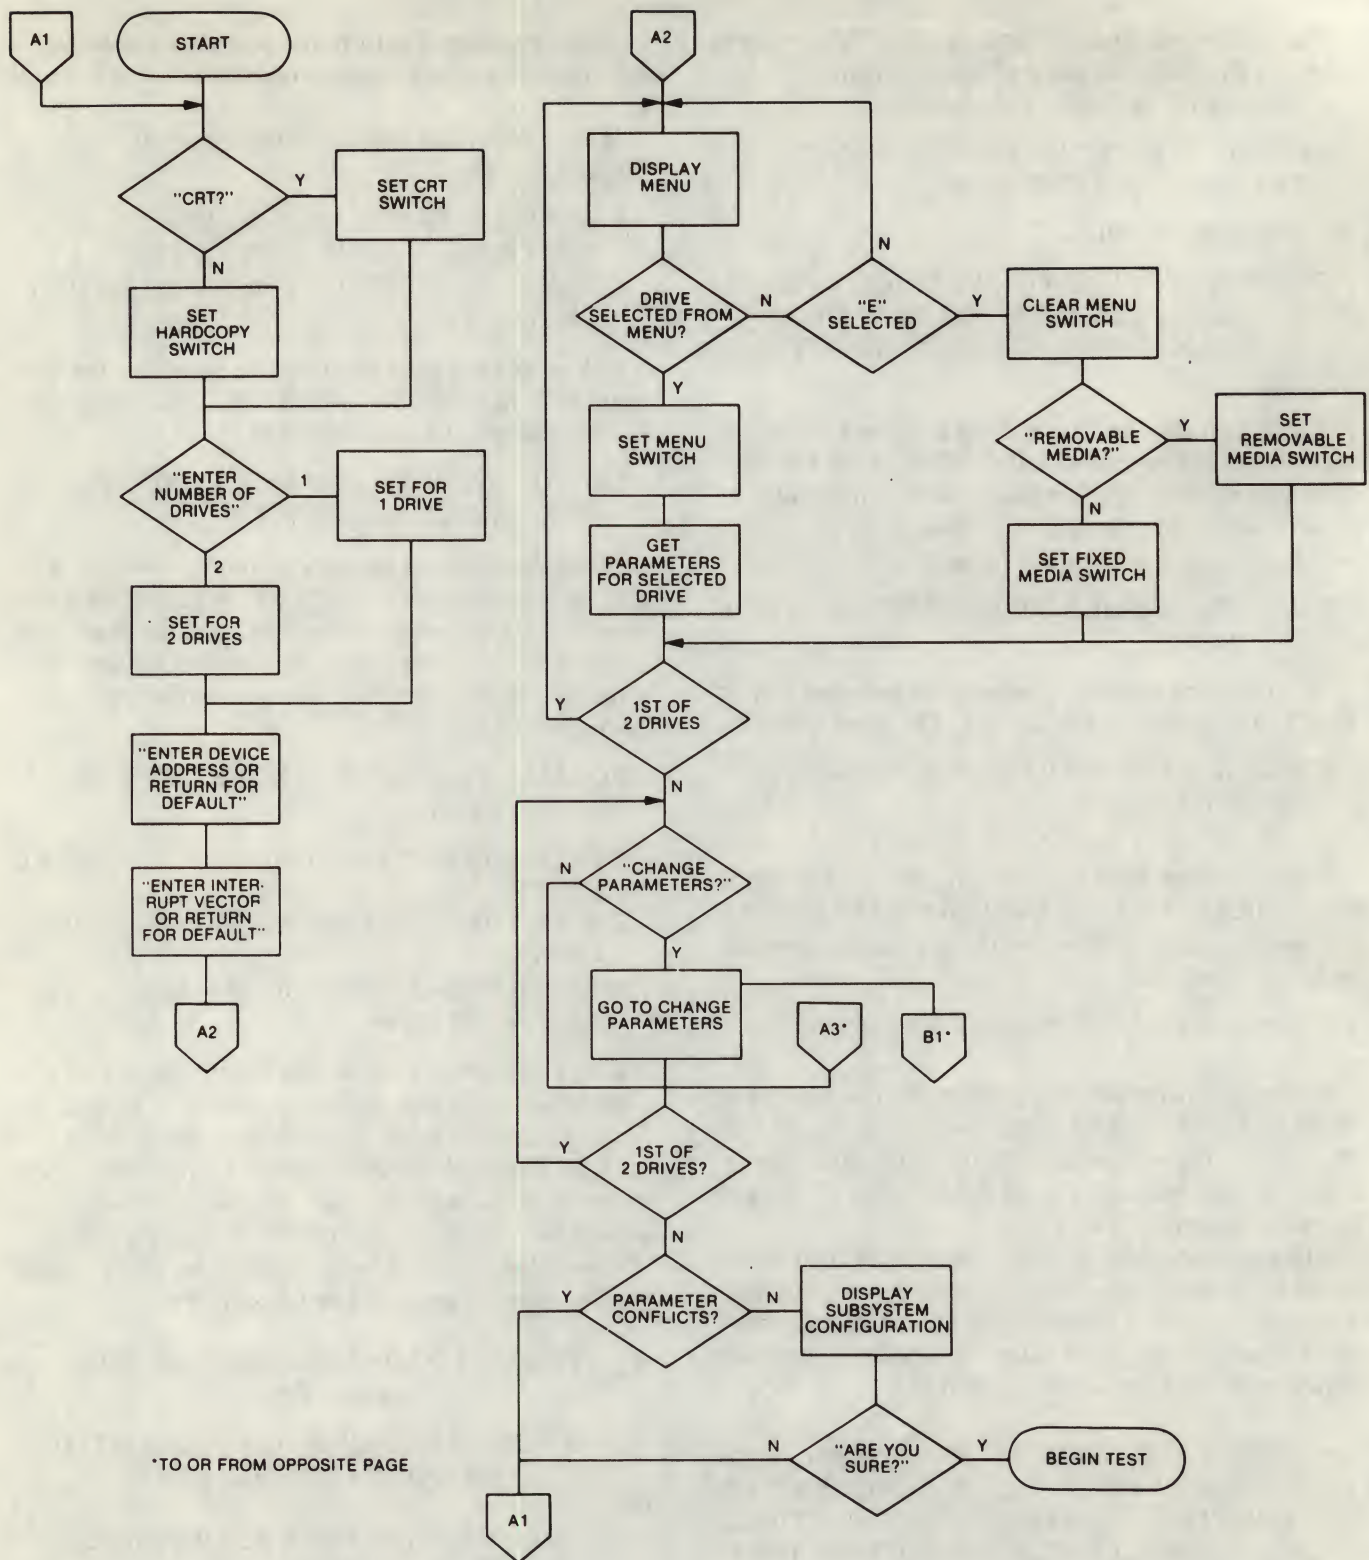 A1
START
"CRT?"
Y
SET CRT
SWITCH
N
SET
HARDCOPY
SWITCH
"ENTER
NUMBER OF
DRIVES"
1
SET FOR
1 DRIVE
2
SET FOR
2 DRIVES
"ENTER DEVICE
ADDRESS OR
RETURN FOR
DEFAULT"
"ENTER INTER-
RUPT VECTOR
OR RETURN
FOR DEFAULT"
A2
A2
DISPLAY
MENU
DRIVE
SELECTED FROM
MENU?
N
"E"
SELECTED
N
Y
CLEAR MENU
SWITCH
"REMOVABLE
MEDIA?"
Y
SET
REMOVABLE
MEDIA SWITCH
N
SET FIXED
MEDIA SWITCH
Y
SET MENU
SWITCH
GET
PARAMETERS
FOR SELECTED
DRIVE
Y
1ST OF
2 DRIVES
N
N
"CHANGE
PARAMETERS?"
Y
GO TO CHANGE
PARAMETERS
A3*
B1*
Y
1ST OF
2 DRIVES?
N
Y
PARAMETER
CONFLICTS?
N
DISPLAY
SUBSYSTEM
CONFIGURATION
N
"ARE YOU
SURE?"
Y
BEGIN TEST
*TO OR FROM OPPOSITE PAGE
A1